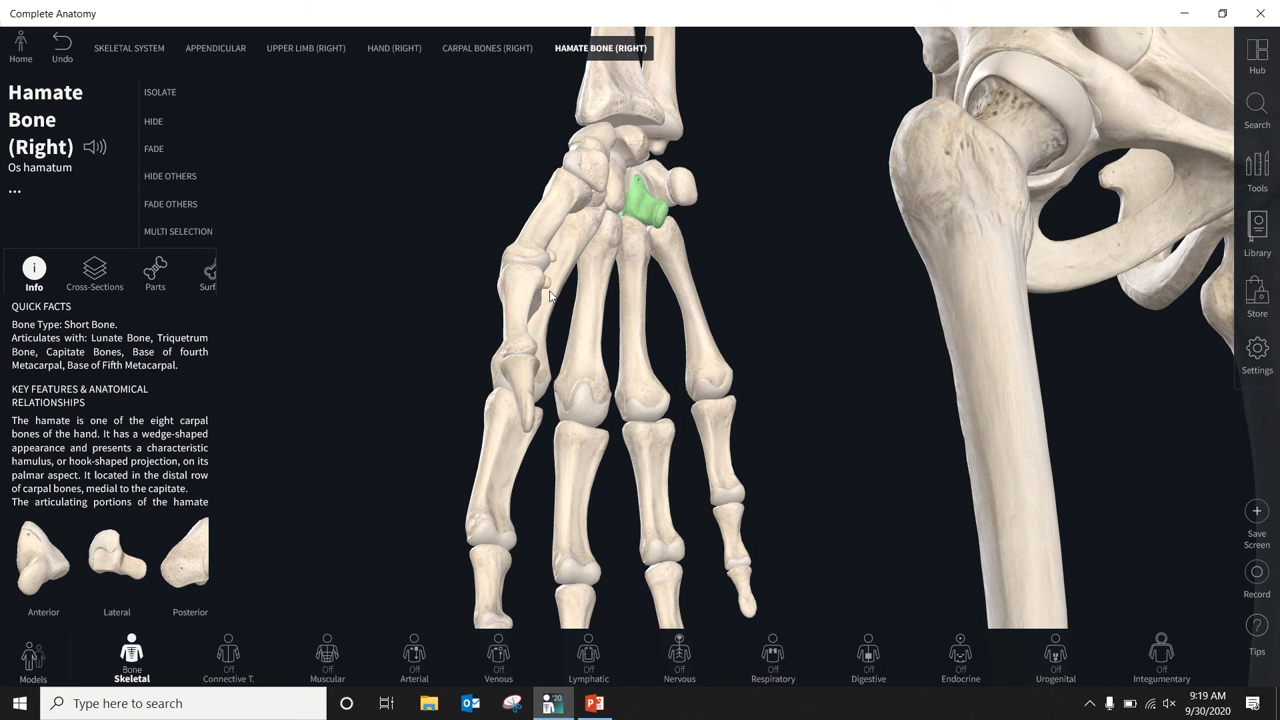 Complete Anatomy
Home
Undo
SKELETAL SYSTEM
APPENDICULAR
UPPER LIMB (RIGHT)
HAND (RIGHT)
CARPAL BONES (RIGHT)
HAMATE BONE (RIGHT)
Hamate
Bone
(Right)
Os hamatum
...
ISOLATE
HIDE
FADE
HIDE OTHERS
FADE OTHERS
MULTI SELECTION
i
Info
Cross-Sections
Parts
Surf
QUICK FACTS
Bone Type: Short Bone.
Articulates with: Lunate Bone, Triquetrum
Bone, Capitate Bones, Base of fourth
Metacarpal, Base of Fifth Metacarpal.
KEY FEATURES & ANATOMICAL
RELATIONSHIPS
The hamate is one of the eight carpal
bones of the hand. It has a wedge-shaped
appearance and presents a characteristic
hamulus, or hook-shaped projection, on its
palmar aspect. It located in the distal row
of carpal bones, medial to the capitate.
The articulating portions of the hamate
Anterior
Lateral
Posterior
Hub
Search
Tools
Library
Store
Settings
Save
Screen
Record
?
Tips
Models
Bone
Skeletal
Off
Connective T.
Off
Muscular
Off
Arterial
Off
Venous
Off
Lymphatic
Off
Nervous
Off
Respiratory
Off
Digestive
Off
Endocrine
Off
Urogenital
Off
Integumentary
Type here to search
'20
9:19 AM
9/30/2020